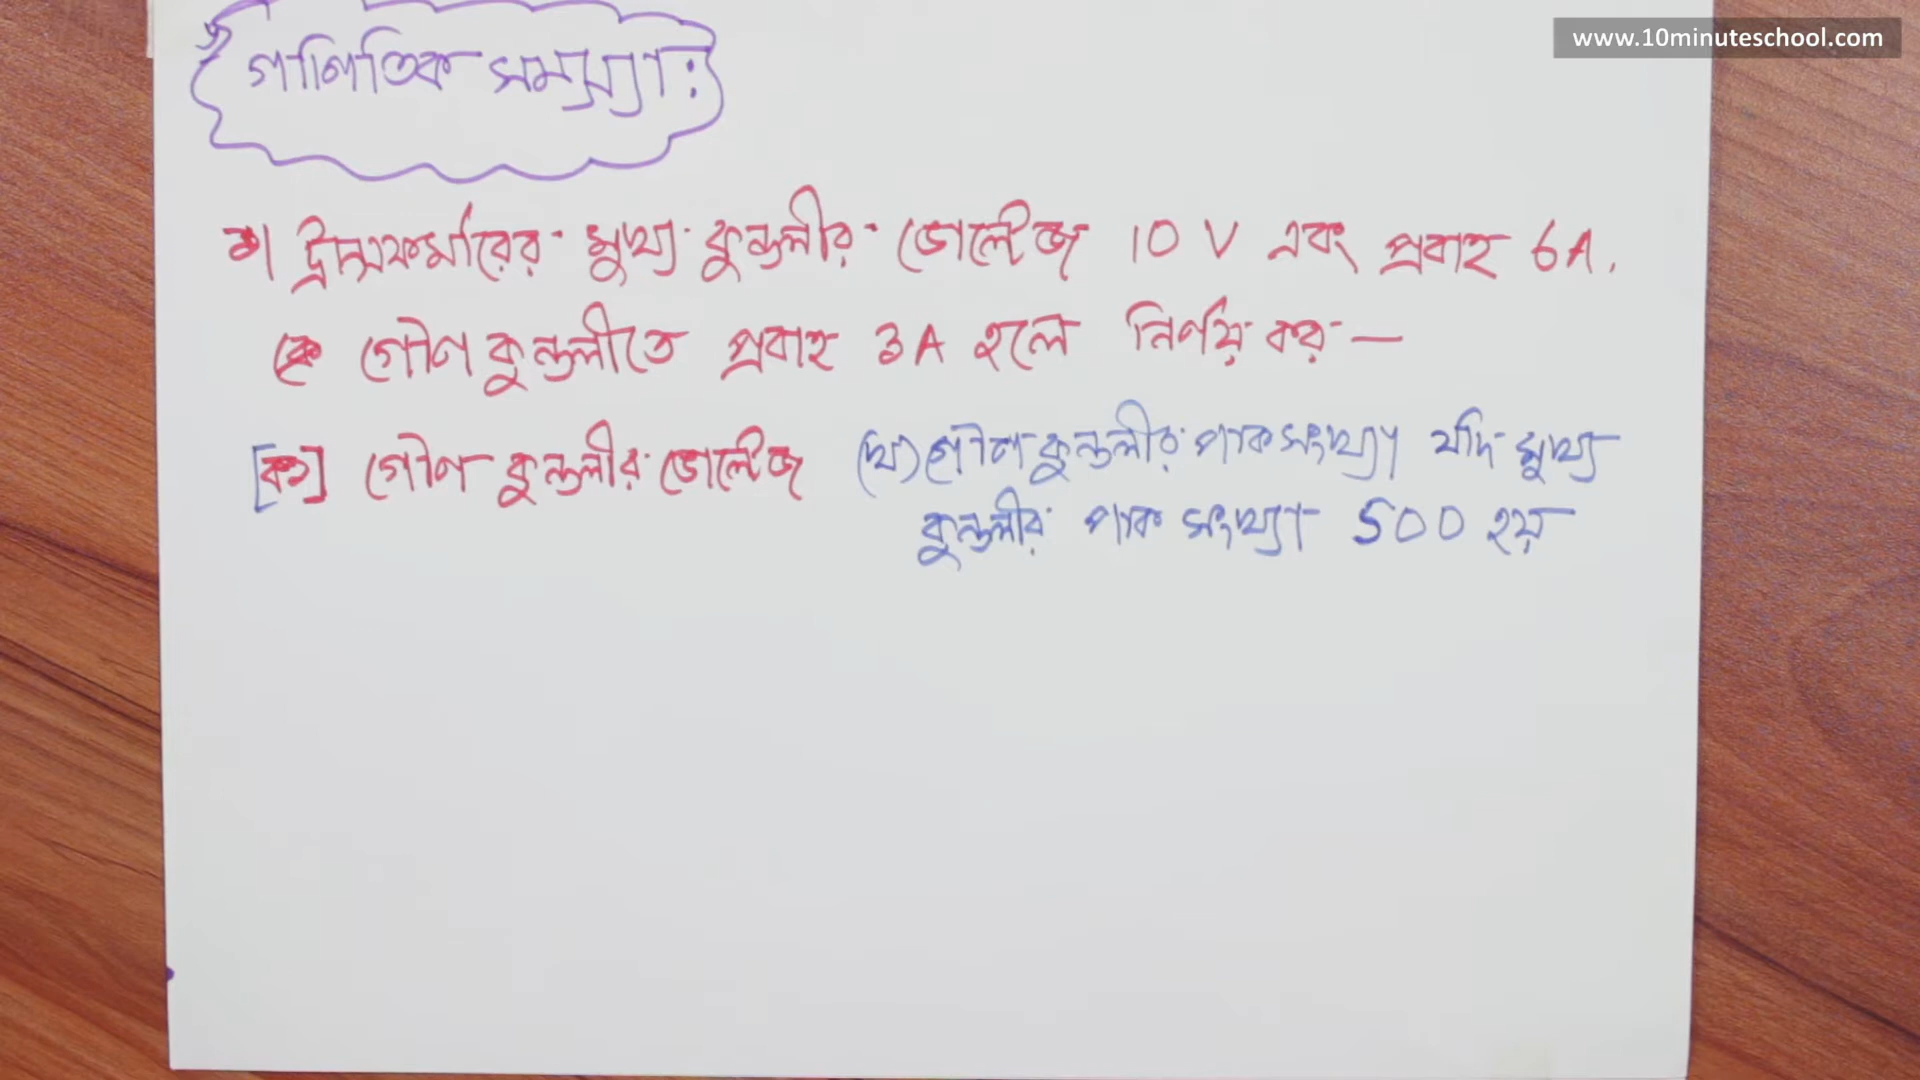 www.10minuteschool.com
গাণিতিক সমস্যা:
ক। ট্রান্সফর্মারের মুখ্য কুন্ডলীর ভোল্টেজ 10 V এবং প্রবাহ 6A.
গৌণ কুন্ডলীতে প্রবাহ 3A হলে নির্ণয় কর —
[ক] গৌণ কুন্ডলীর ভোল্টেজ (খ) গৌণ কুন্ডলীর পাকসংখ্যা যদি মুখ্য
কুন্ডলীর পাক সংখ্যা 500 হয়